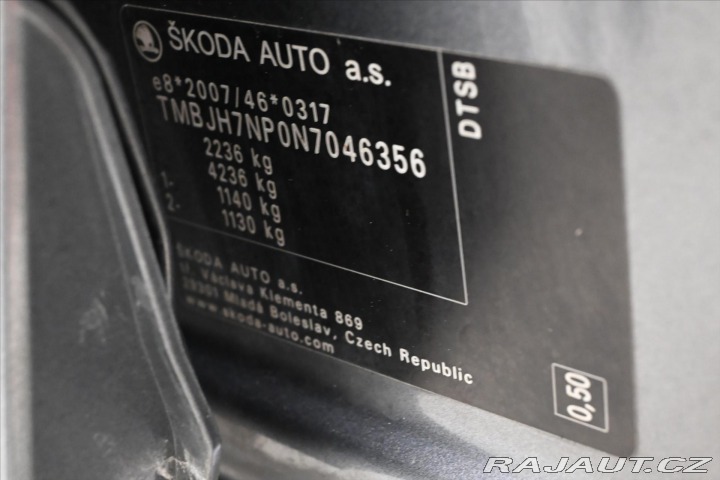 ŠKODA AUTO a.s.
e8*2007/46*0317
TMBJH7NP0N7046356
2236 kg
4236 kg
1- 1140 kg
2- 1130 kg
ŠKODA AUTO a.s.
tř. Václava Klementa 869
29301 Mladá Boleslav, Czech Republic
www.skoda-auto.com
DTSB
0,50
RAJAUT.CZ